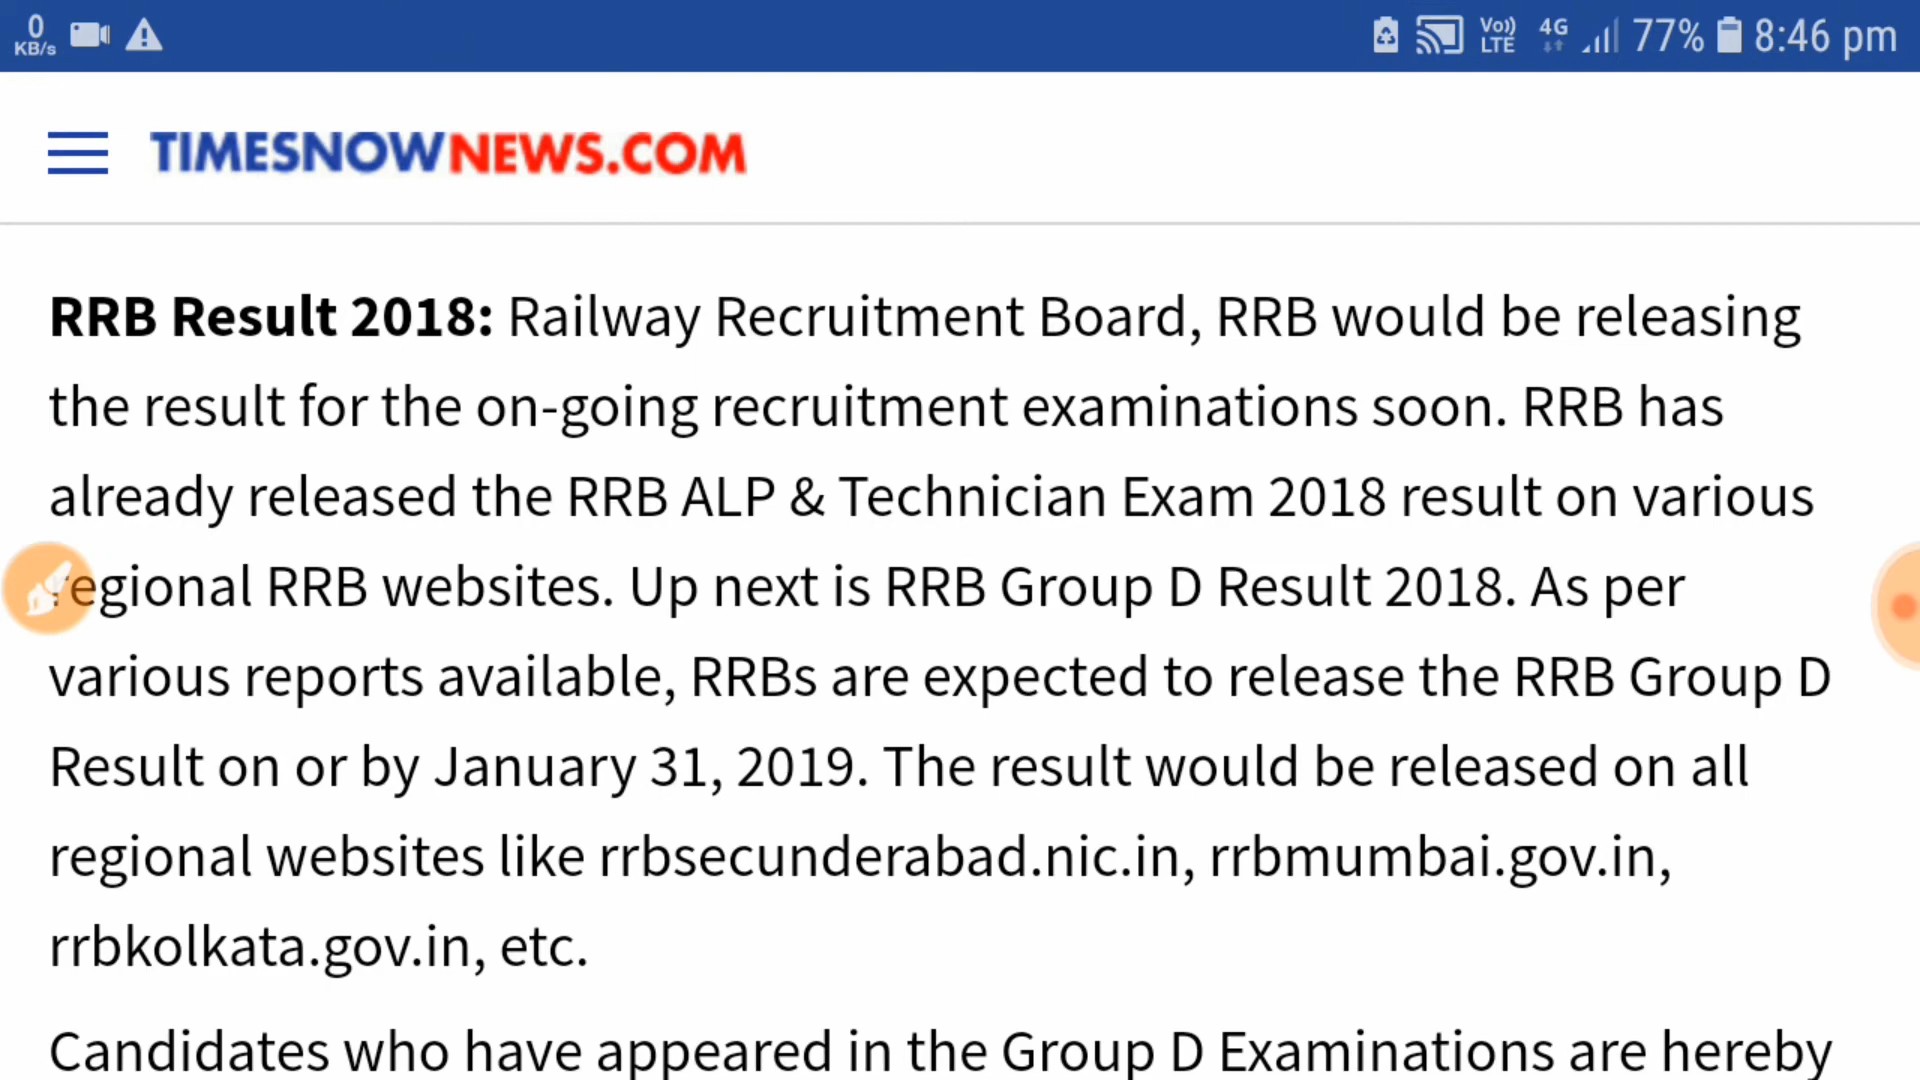 0 KB/s Vo)) LTE 4G 77% 8:46 pm
TIMESNOWNEWS.COM
RRB Result 2018: Railway Recruitment Board, RRB would be releasing
the result for the on-going recruitment examinations soon. RRB has
already released the RRB ALP & Technician Exam 2018 result on various
regional RRB websites. Up next is RRB Group D Result 2018. As per
various reports available, RRBs are expected to release the RRB Group D
Result on or by January 31, 2019. The result would be released on all
regional websites like rrbsecunderabad.nic.in, rrbmumbai.gov.in,
rrbkolkata.gov.in, etc.
Candidates who have appeared in the Group D Examinations are hereby